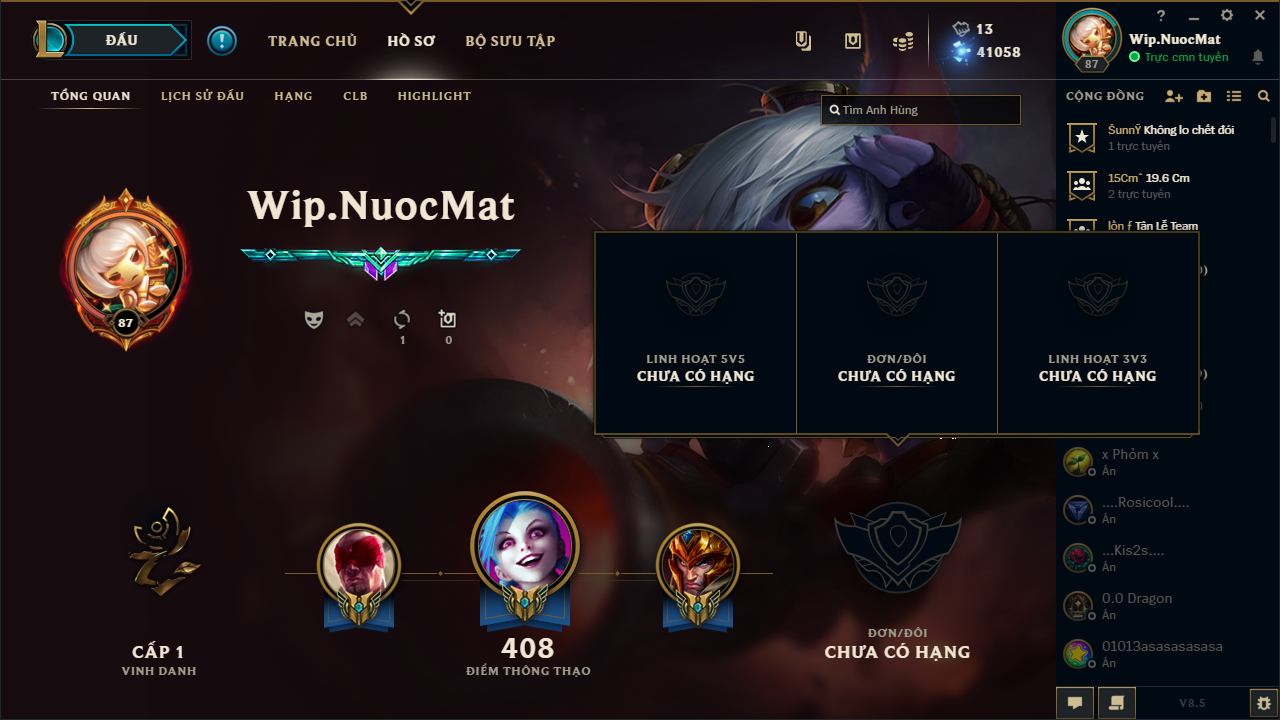 ĐẤU
TRANG CHỦ
HỒ SƠ
BỘ SƯU TẬP
13
41058
?
Wip.NuocMat
Trực cmn tuyến
87
TỔNG QUAN
LỊCH SỬ ĐẤU
HẠNG
CLB
HIGHLIGHT
Tìm Anh Hùng
CỘNG ĐỒNG
ŠunnŸ Không lo chết đói
1 trực tuyến
15Cmˆ 19.6 Cm
2 trực tuyến
lồn ƒ Tân Lễ Team
Wip.NuocMat
87
1
0
LINH HOẠT 5V5
CHƯA CÓ HẠNG
ĐƠN/ĐÔI
CHƯA CÓ HẠNG
LINH HOẠT 3V3
CHƯA CÓ HẠNG
x Phỏm x
Ẩn
....Rosicool....
Ẩn
...Kis2s....
Ẩn
0.0 Dragon
Ẩn
01013asasasasasa
Ẩn
CẤP 1
VINH DANH
408
ĐIỂM THÔNG THẠO
ĐƠN/ĐÔI
CHƯA CÓ HẠNG
V8.5